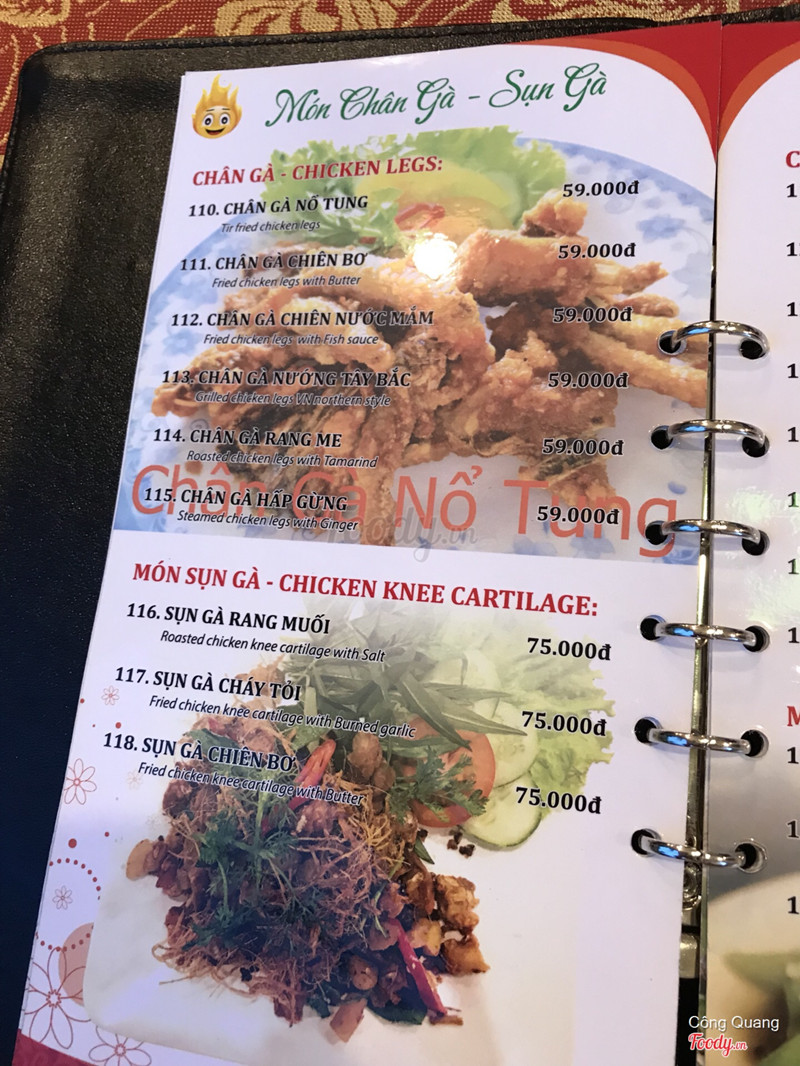 Món Chân Gà - Sụn Gà
CHÂN GÀ - CHICKEN LEGS:
110. CHÂN GÀ NỔ TUNG 59.000đ
Tir fried chicken legs
111. CHÂN GÀ CHIÊN BƠ 59.000đ
Fried chicken legs with Butter
112. CHÂN GÀ CHIÊN NƯỚC MẮM 59.000đ
Fried chicken legs with Fish sauce
113. CHÂN GÀ NƯỚNG TÂY BẮC 59.000đ
Grilled chicken legs VN northern style
114. CHÂN GÀ RANG ME 59.000đ
Roasted chicken legs with Tamarind
Chân Gà Nổ Tung
115. CHÂN GÀ HẤP GỪNG 59.000đ
Steamed chicken legs with Ginger
Foody.vn
MÓN SỤN GÀ - CHICKEN KNEE CARTILAGE:
116. SỤN GÀ RANG MUỐI 75.000đ
Roasted chicken knee cartilage with Salt
117. SỤN GÀ CHÁY TỎI 75.000đ
Fried chicken knee cartilage with Burned garlic
118. SỤN GÀ CHIÊN BƠ 75.000đ
Fried chicken knee cartilage with Butter
Công Quang
Foody.vn